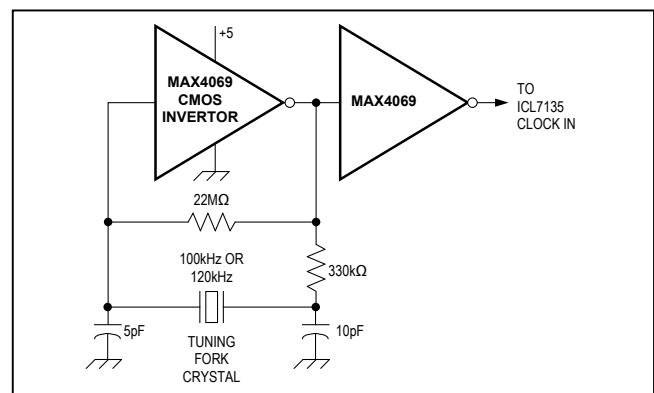 +5
MAX4069
CMOS
INVERTOR
MAX4069
TO
ICL7135
CLOCK IN
22MΩ
100kHz OR
120kHz
330kΩ
5pF
10pF
TUNING
FORK
CRYSTAL